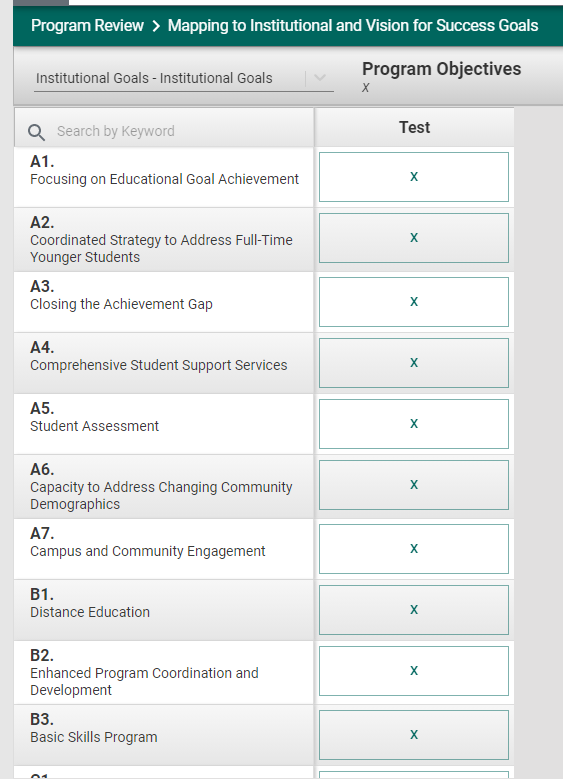 Program Review > Mapping to Institutional and Vision for Success Goals
Institutional Goals - Institutional Goals
Program Objectives
X
Search by Keyword
Test
A1.
Focusing on Educational Goal Achievement
X
A2.
Coordinated Strategy to Address Full-Time
Younger Students
X
A3.
Closing the Achievement Gap
X
A4.
Comprehensive Student Support Services
X
A5.
Student Assessment
X
A6.
Capacity to Address Changing Community
Demographics
X
A7.
Campus and Community Engagement
X
B1.
Distance Education
X
B2.
Enhanced Program Coordination and
Development
X
B3.
Basic Skills Program
X